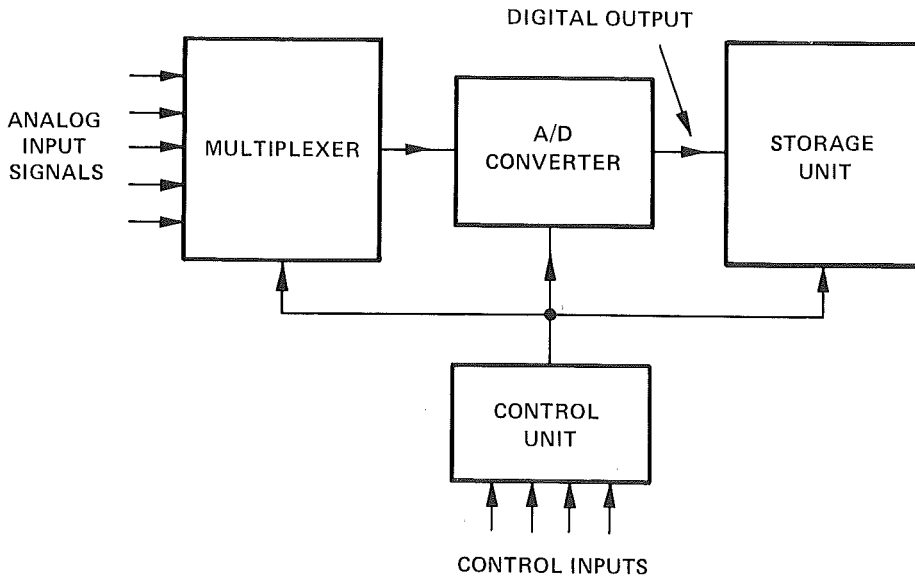 DIGITAL OUTPUT
ANALOG
INPUT
SIGNALS
MULTIPLEXER
A/D
CONVERTER
STORAGE
UNIT
CONTROL
UNIT
CONTROL INPUTS